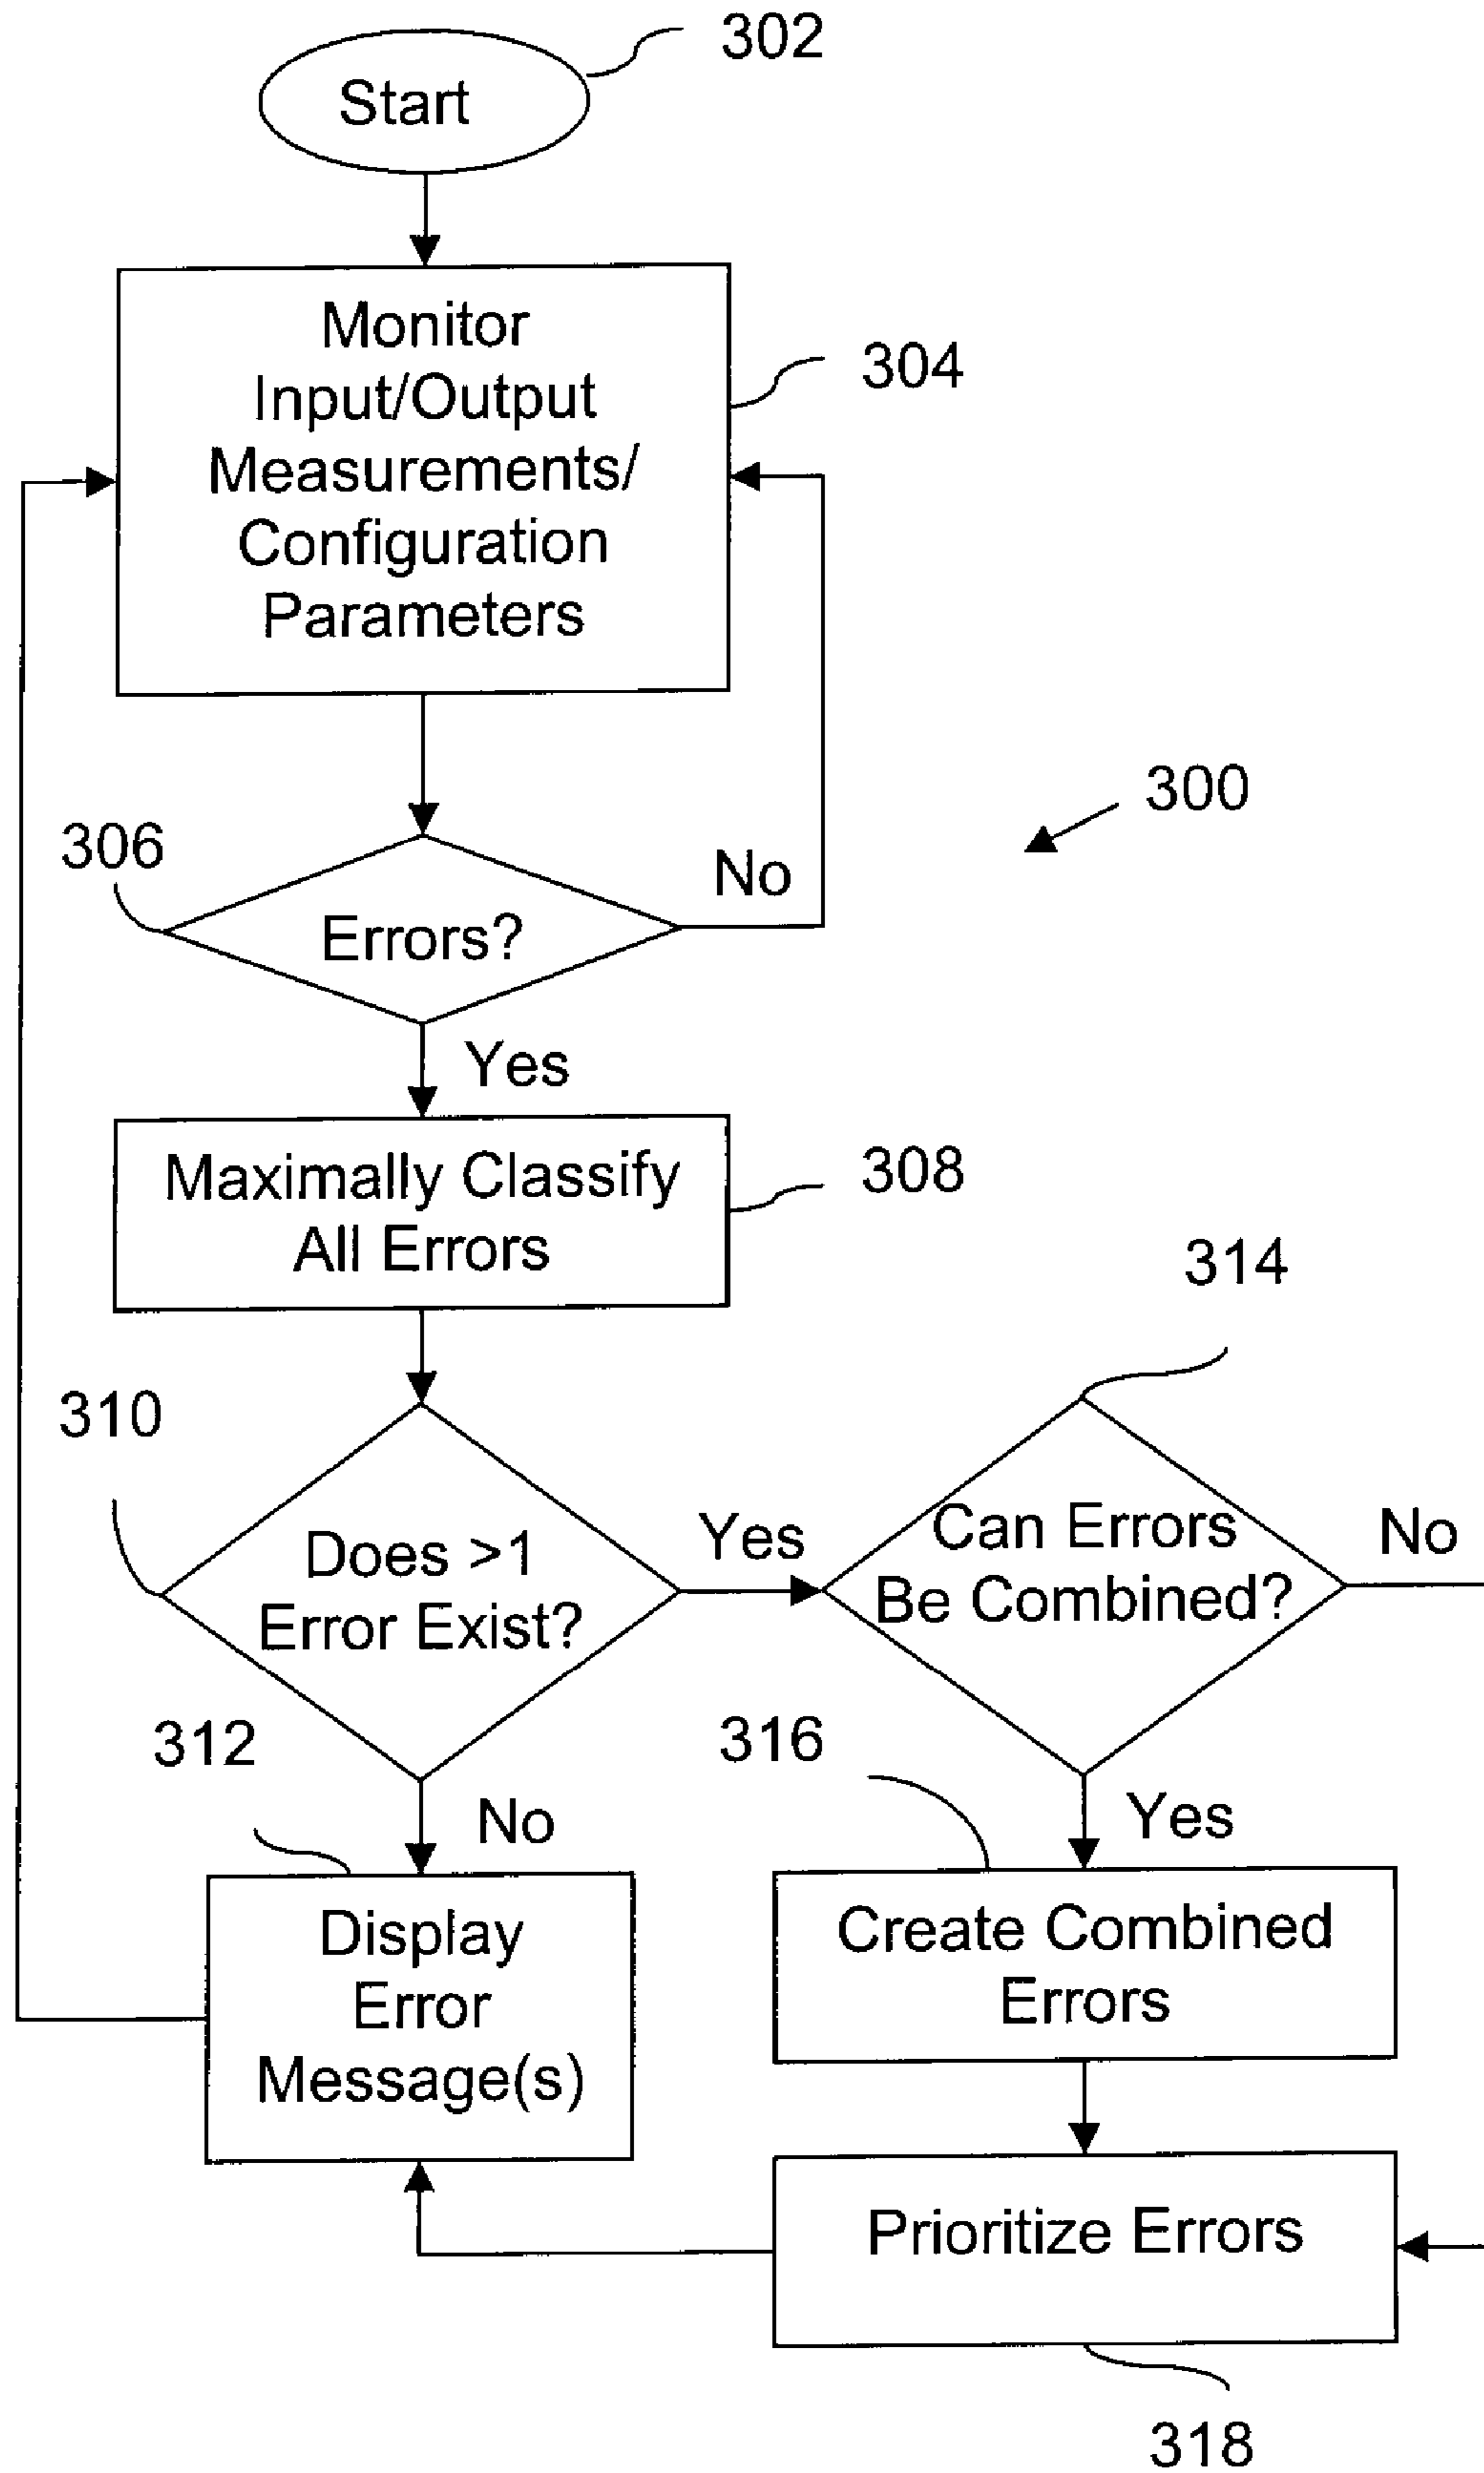 302
Start
Monitor
Input/Output
Measurements/
Configuration
Parameters
304
300
306
Errors?
No
Yes
Maximally Classify
All Errors
308
314
310
Does >1
Error Exist?
Yes
Can Errors
Be Combined?
No
312
No
316
Yes
Display
Error
Message(s)
Create Combined
Errors
Prioritize Errors
318